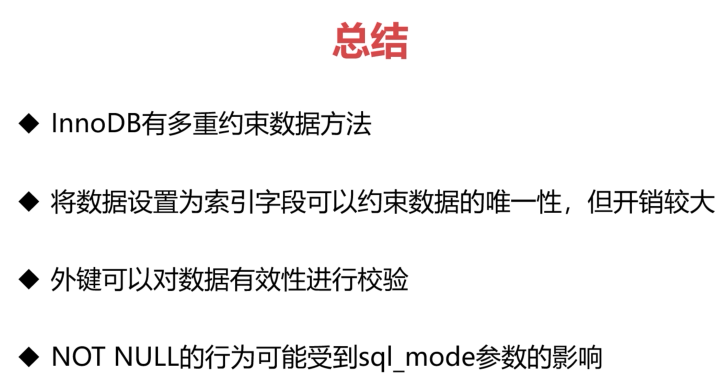 总结
◆ InnoDB有多重约束数据方法
◆ 将数据设置为索引字段可以约束数据的唯一性，但开销较大
◆ 外键可以对数据有效性进行校验
◆ NOT NULL的行为可能受到sql_mode参数的影响